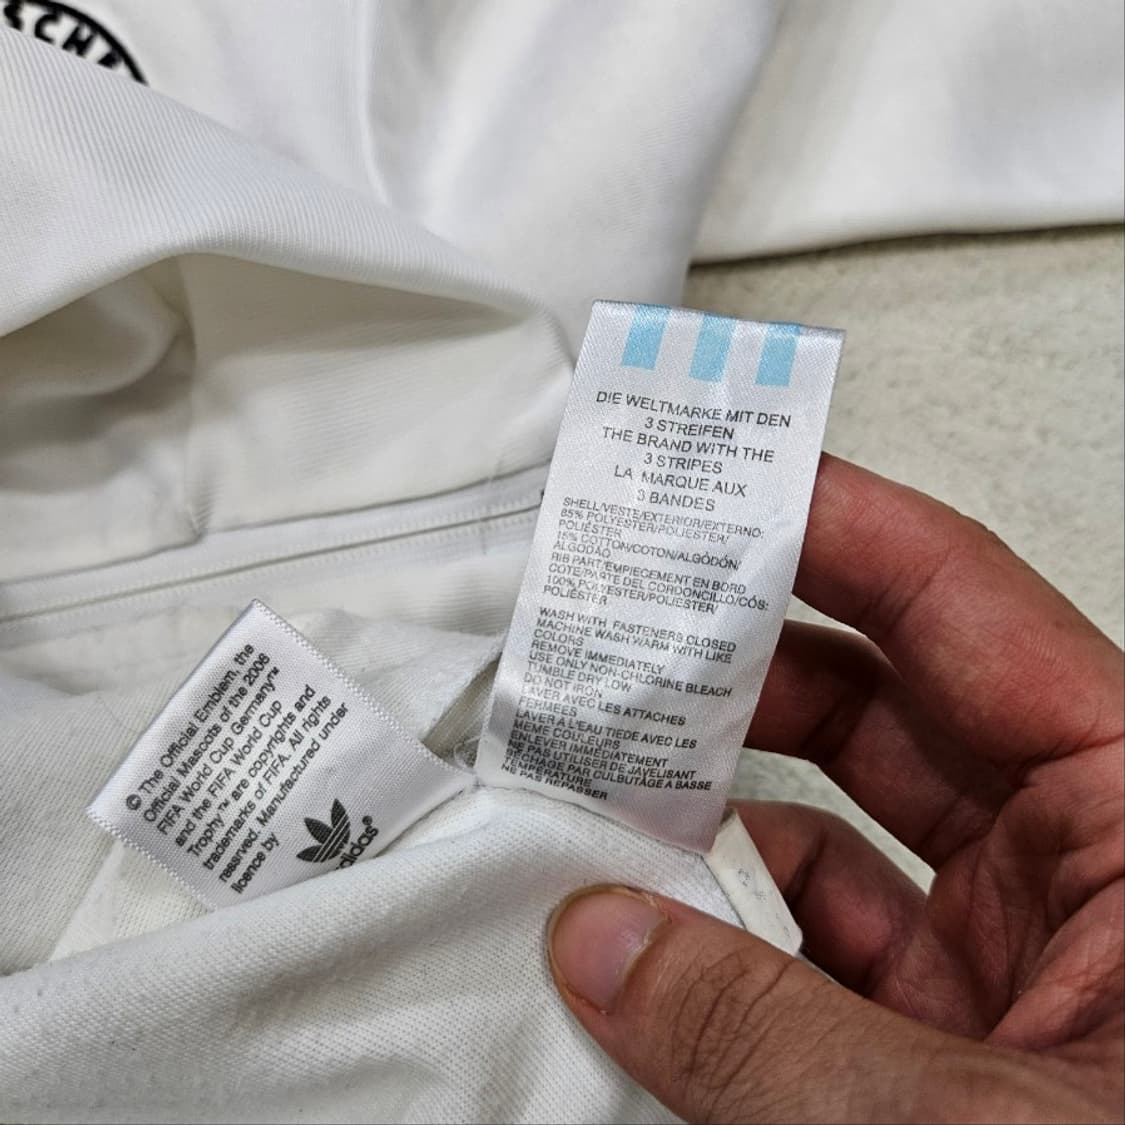 SCHE
DIE WELTMARKE MIT DEN
3 STREIFEN
THE BRAND WITH THE
3 STRIPES
LA MARQUE AUX
3 BANDES
SHELL/VESTE/EXTERIOR/EXTERNO:
85% POLYESTER/POLIESTER/
POLIÉSTER
15% COTTON/COTON/ALGÓDÓN/
ALGODÃO
RIB PART/EMPIECEMENT EN BORD
COTE/PARTE DEL CORDONCILLO/CÓS:
100% POLYESTER/POLIESTER/
POLIÉSTER
WASH WITH FASTENERS CLOSED
MACHINE WASH WARM WITH LIKE
COLORS
REMOVE IMMEDIATELY
USE ONLY NON-CHLORINE BLEACH
TUMBLE DRY LOW
DO NOT IRON
LAVER AVEC LES ATTACHES
FERMEES
LAVER A L'EAU TIEDE AVEC LES
MEME COULEURS
ENLEVER IMMEDIATEMENT
NE PAS UTILISER DE JAVELISANT
SECHAGE PAR CULBUTAGE A BASSE
TEMPERATURE
NE PAS REPASSER
© The Official Emblem, the
Official Mascots of the 2006
FIFA World Cup Germany™
and the FIFA World Cup
Trophy™ are copyrights and
trademarks of FIFA. All rights
reserved. Manufactured under
licence by
adidas®